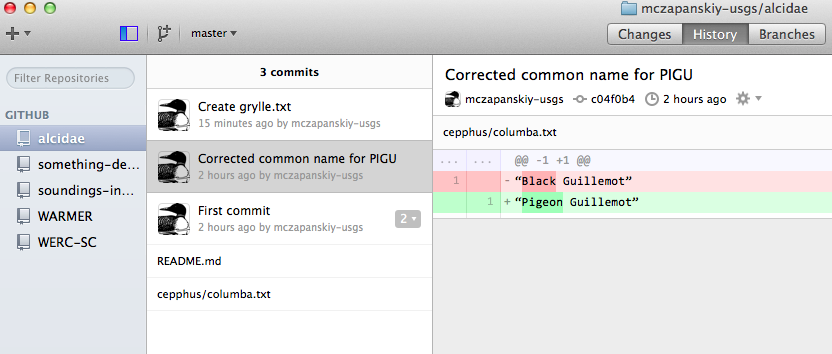 mczapanskiy-usgs/alcidae
master
Changes History Branches
Filter Repositories
GITHUB
alcidae
something-de...
soundings-in...
WARMER
WERC-SC
3 commits
Create grylle.txt
15 minutes ago by mczapanskiy-usgs
Corrected common name for PIGU
2 hours ago by mczapanskiy-usgs
First commit
2 hours ago by mczapanskiy-usgs
2
README.md
cepphus/columba.txt
Corrected common name for PIGU
mczapanskiy-usgs c04f0b4 2 hours ago
cepphus/columba.txt
... ... @@ -1 +1 @@
1 - “Black Guillemot”
1 + “Pigeon Guillemot”